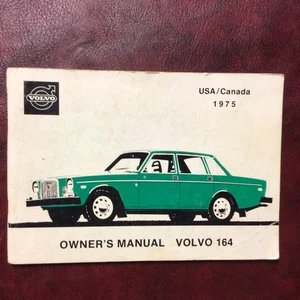 VOLVO
USA/Canada
1975
OWNER'S MANUAL VOLVO 164